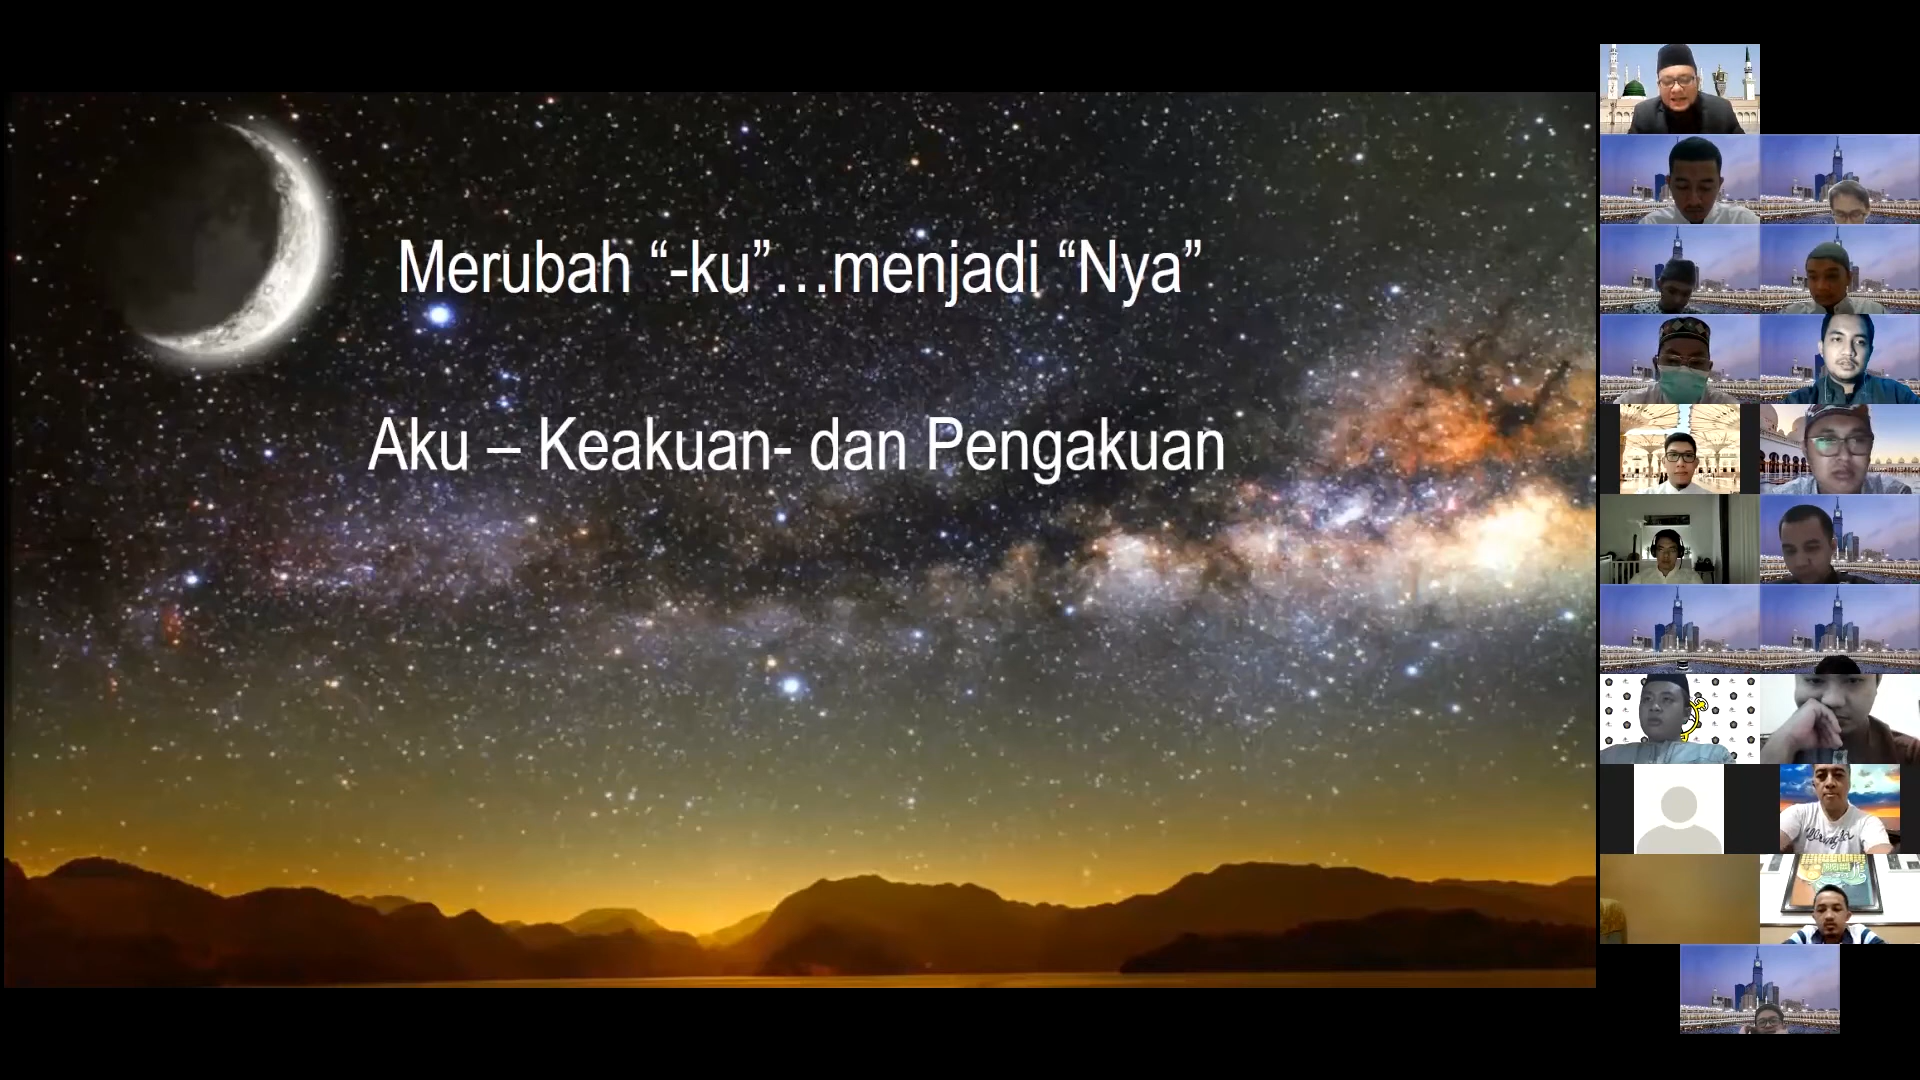 Merubah “-ku”…menjadi “Nya”
Aku – Keakuan- dan Pengakuan